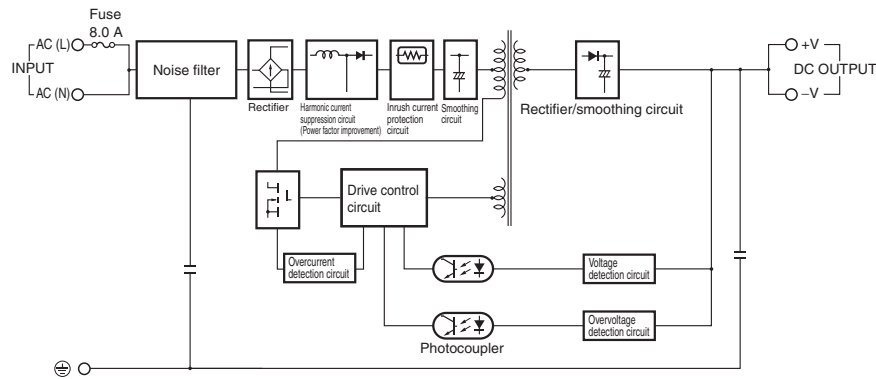 Fuse
8.0 A
AC (L)
INPUT
AC (N)
Noise filter
Rectifier
Harmonic current
suppression circuit
(Power factor improvement)
Inrush current
protection
circuit
Smoothing
circuit
Rectifier/smoothing circuit
+V
DC OUTPUT
−V
Drive control
circuit
Overcurrent
detection circuit
Voltage
detection circuit
Overvoltage
detection circuit
Photocoupler